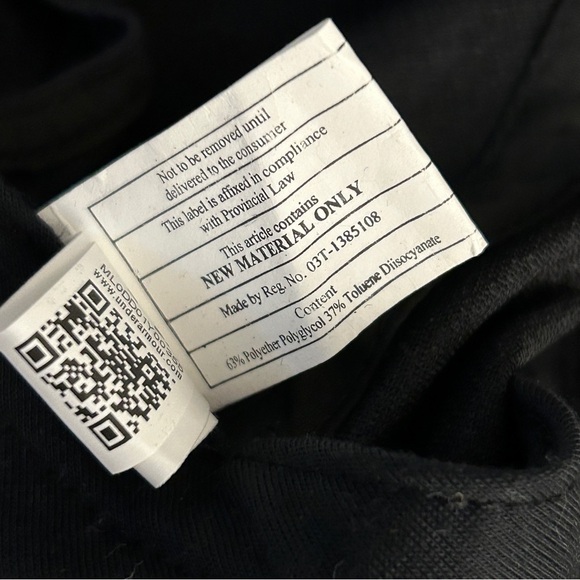 Not to be removed until
delivered to the consumer
This label is affixed in compliance
with Provincial Law
This article contains
NEW MATERIAL ONLY
Made by Reg. No. 03T-1385108
Content
63% Polyether Polyglycol 37% Toluene Diisocyanate
www.underarmour.com